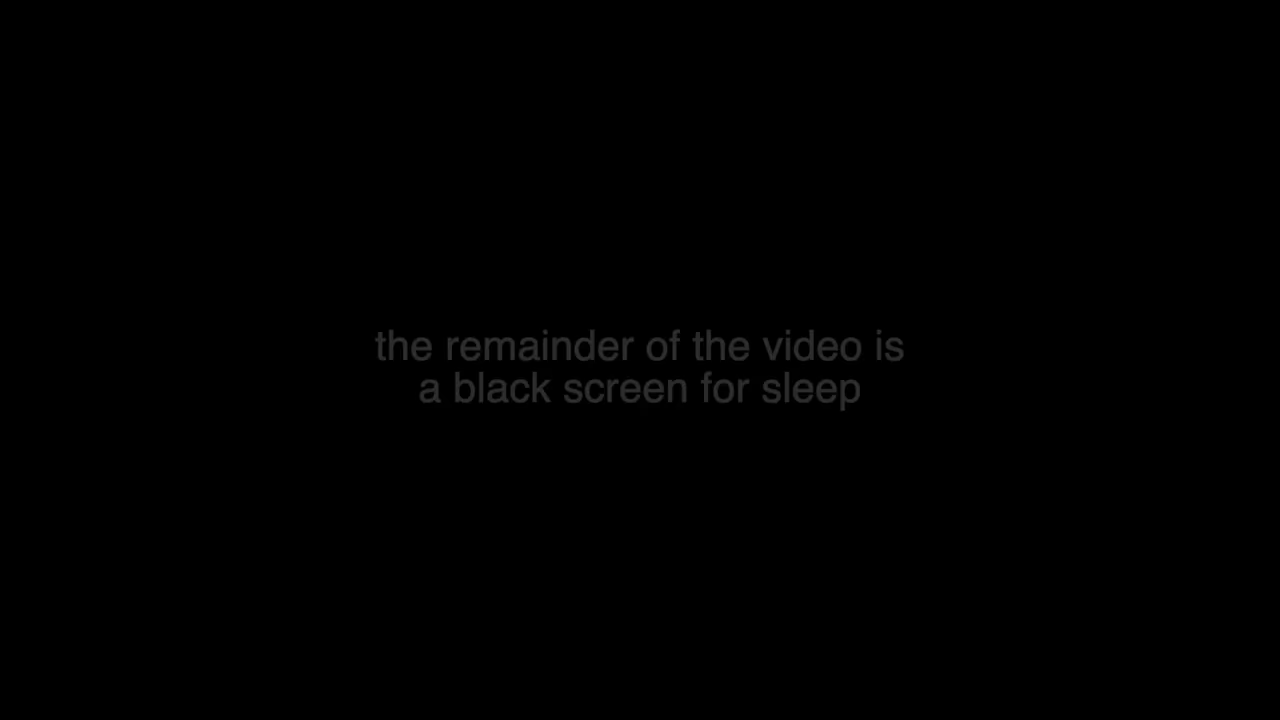 the remainder of the video is
a black screen for sleep